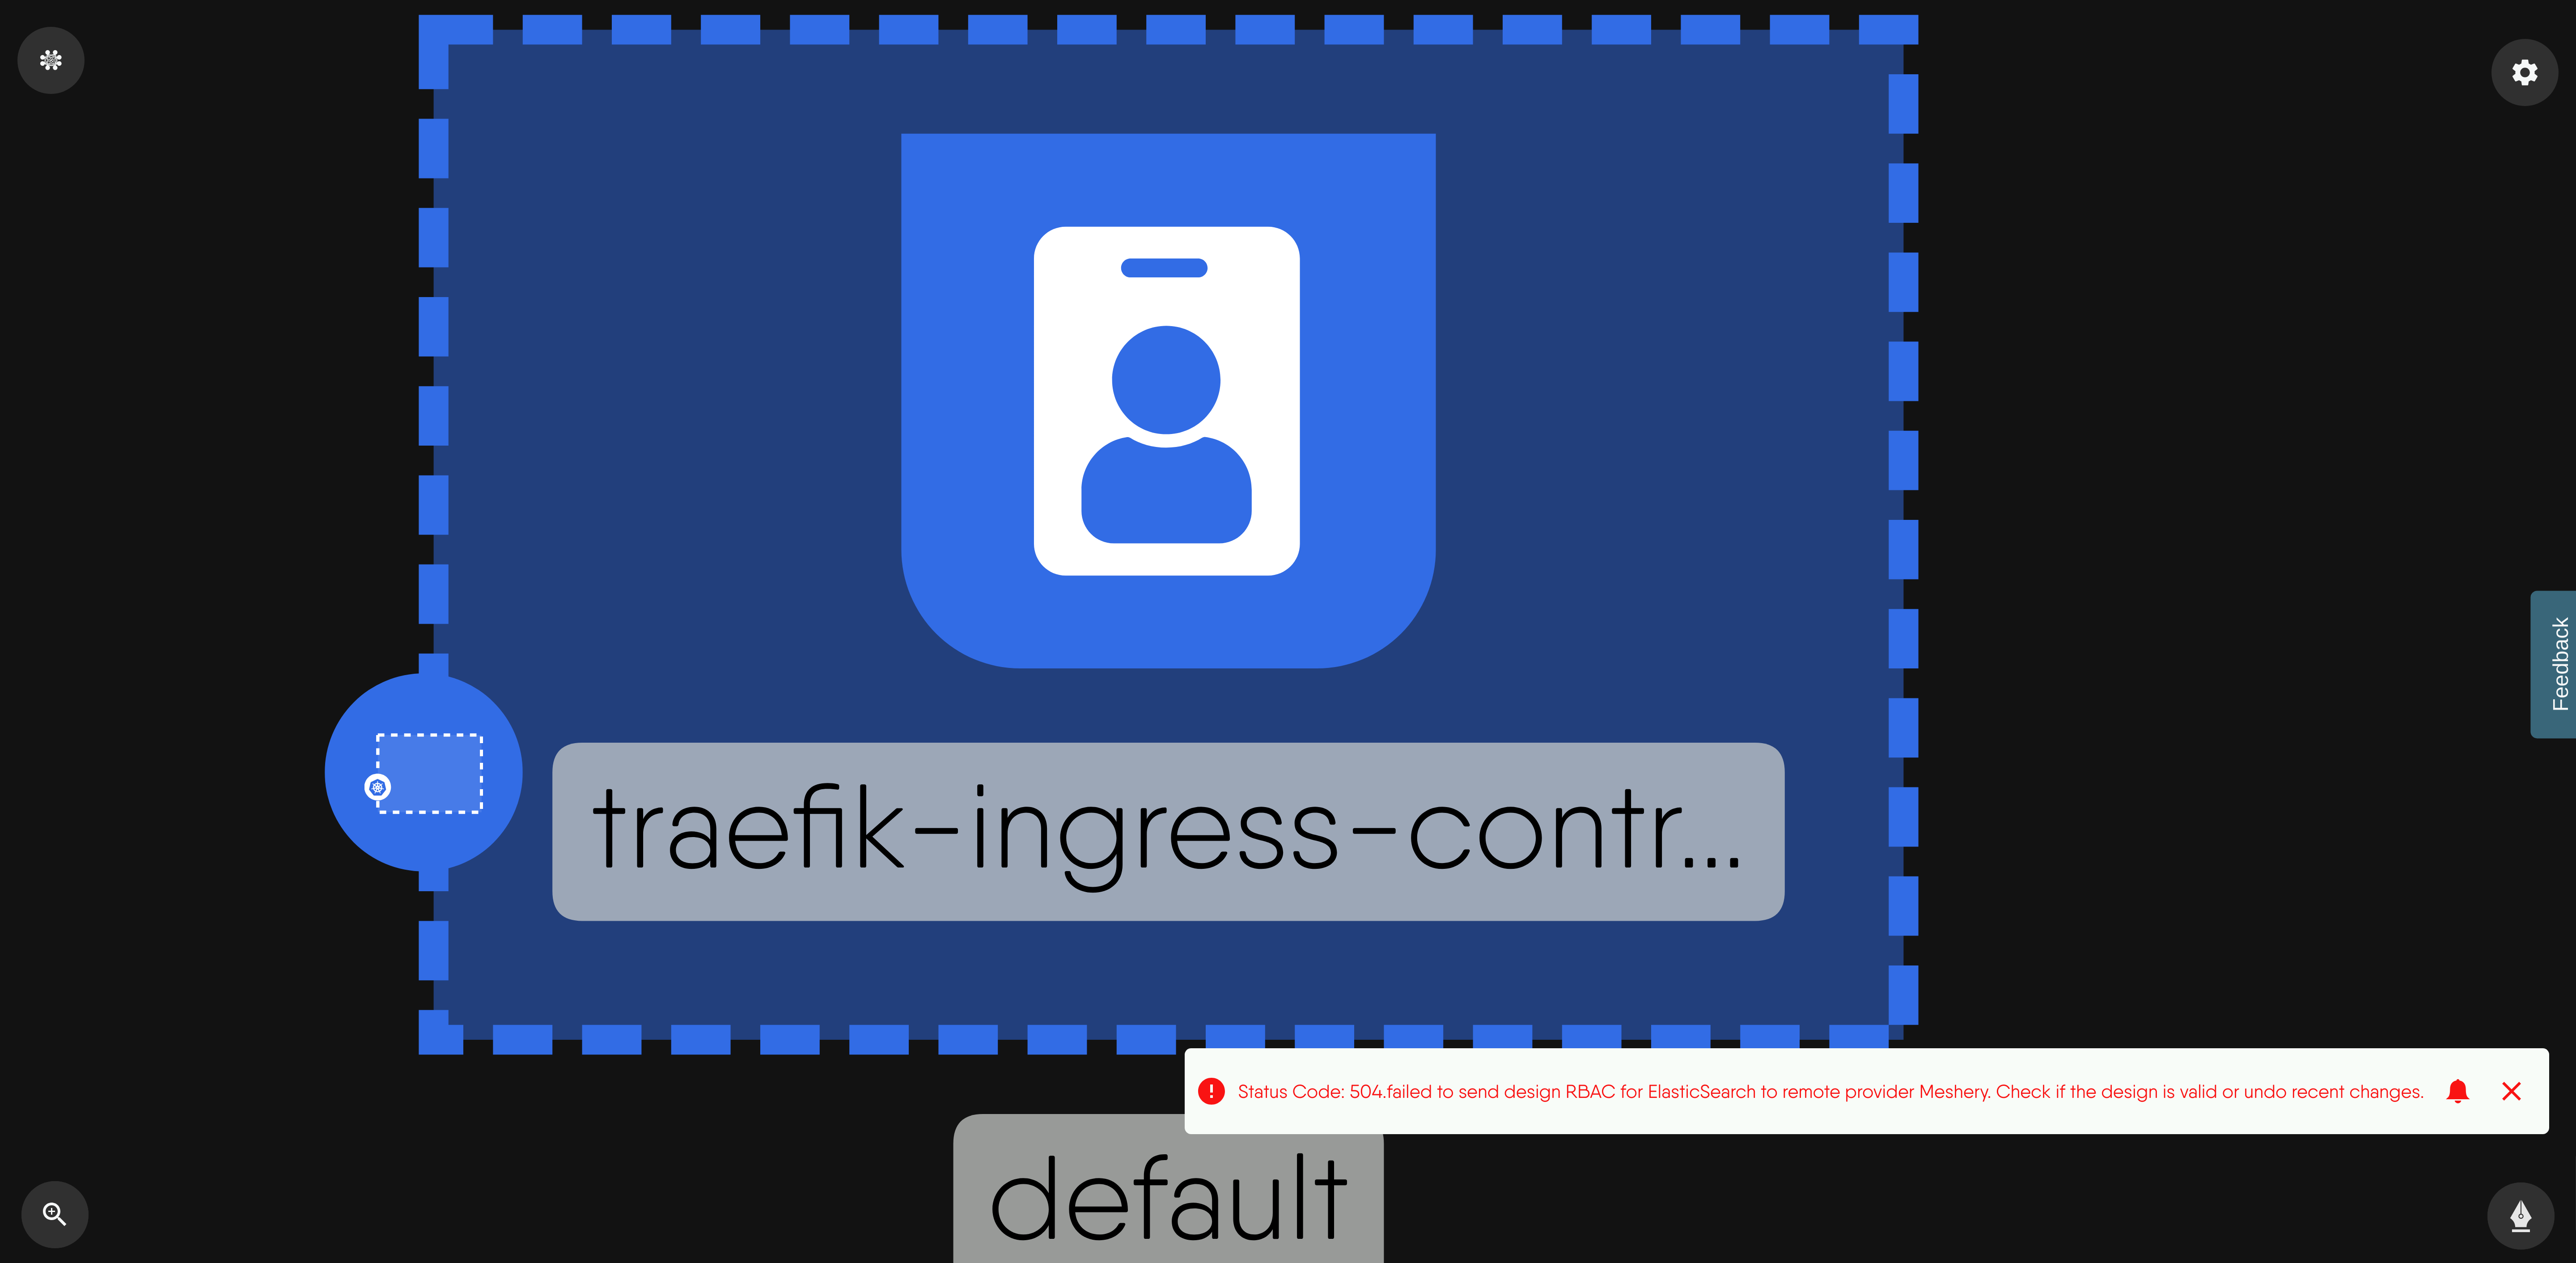 Feedback
traefik-ingress-contr...
Status Code: 504.failed to send design RBAC for ElasticSearch to remote provider Meshery. Check if the design is valid or undo recent changes.
default